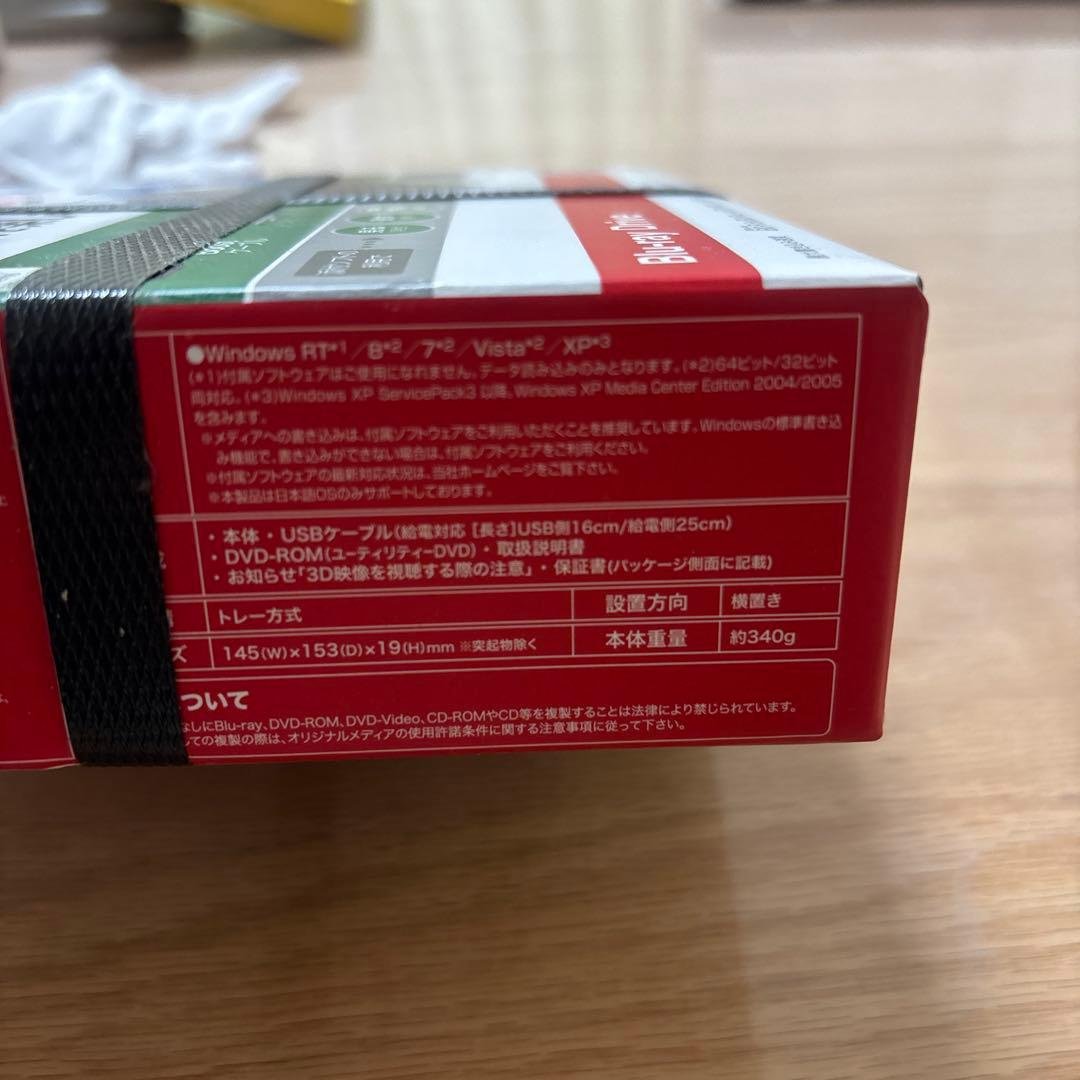 Blu-ray Drive
●Windows RT*1/8*2/7*2/Vista*2/XP*3
(*1)付属ソフトウェアはご使用になれません。データ読み込みのみとなります。(*2)64ビット/32ビット
両対応。(*3)Windows XP ServicePack3 以降、Windows XP Media Center Edition 2004/2005
を含みます。
※メディアへの書き込みは、付属ソフトウェアをご利用いただくことを推奨しています。Windowsの標準書き込
み機能で、書き込みができない場合は、付属ソフトウェアをご利用ください。
※付属ソフトウェアの最新対応状況は、当社ホームページをご覧下さい。
※本製品は日本語OSのみサポートしております。
・本体・USBケーブル(給電対応 [長さ]USB側16cm/給電側25cm)
・DVD-ROM(ユーティリティーDVD)・取扱説明書
・お知らせ「3D映像を視聴する際の注意」・保証書(パッケージ側面に記載)
トレー方式 設置方向 横置き
ズ 145(W)×153(D)×19(H)mm ※突起物除く 本体重量 約340g
ついて
なしにBlu-ray、DVD-ROM、DVD-Video、CD-ROMやCD等を複製することは法律により禁じられています。
ての複製の際は、オリジナルメディアの使用許諾条件に関する注意事項に従って下さい。